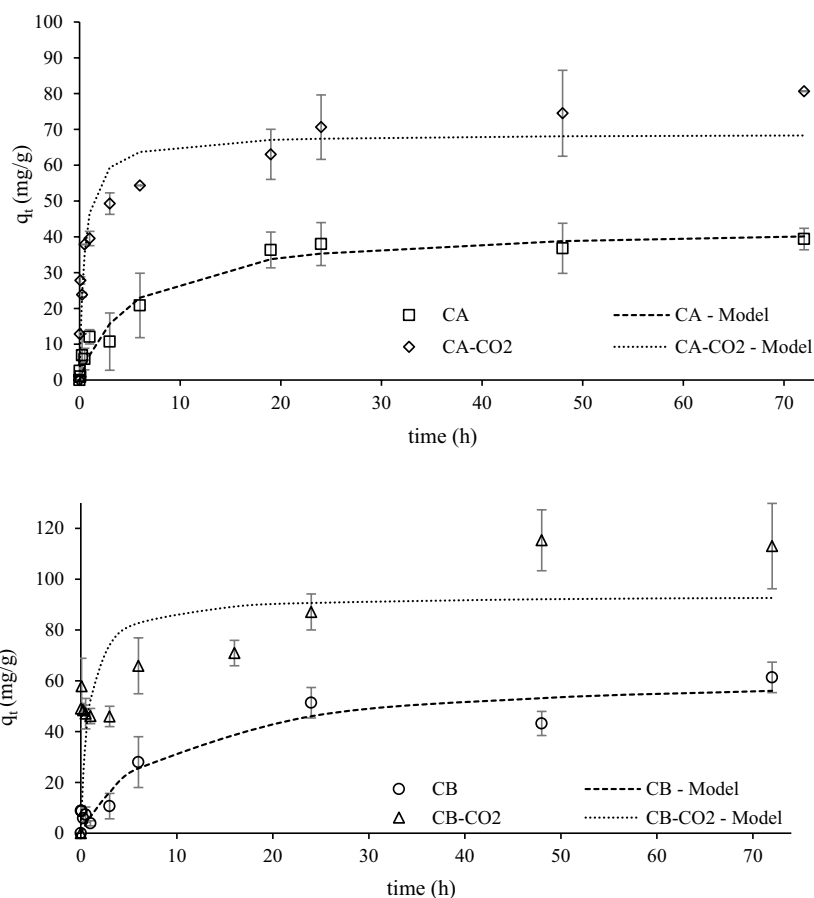 100
90
80
70
60
50
40
30
20
10
0
q_t (mg/g)
CA
CA - Model
CA-CO2
CA-CO2 - Model
0 10 20 30 40 50 60 70
time (h)
120
100
80
60
40
20
0
q_t (mg/g)
CB
CB - Model
CB-CO2
CB-CO2 - Model
0 10 20 30 40 50 60 70
time (h)